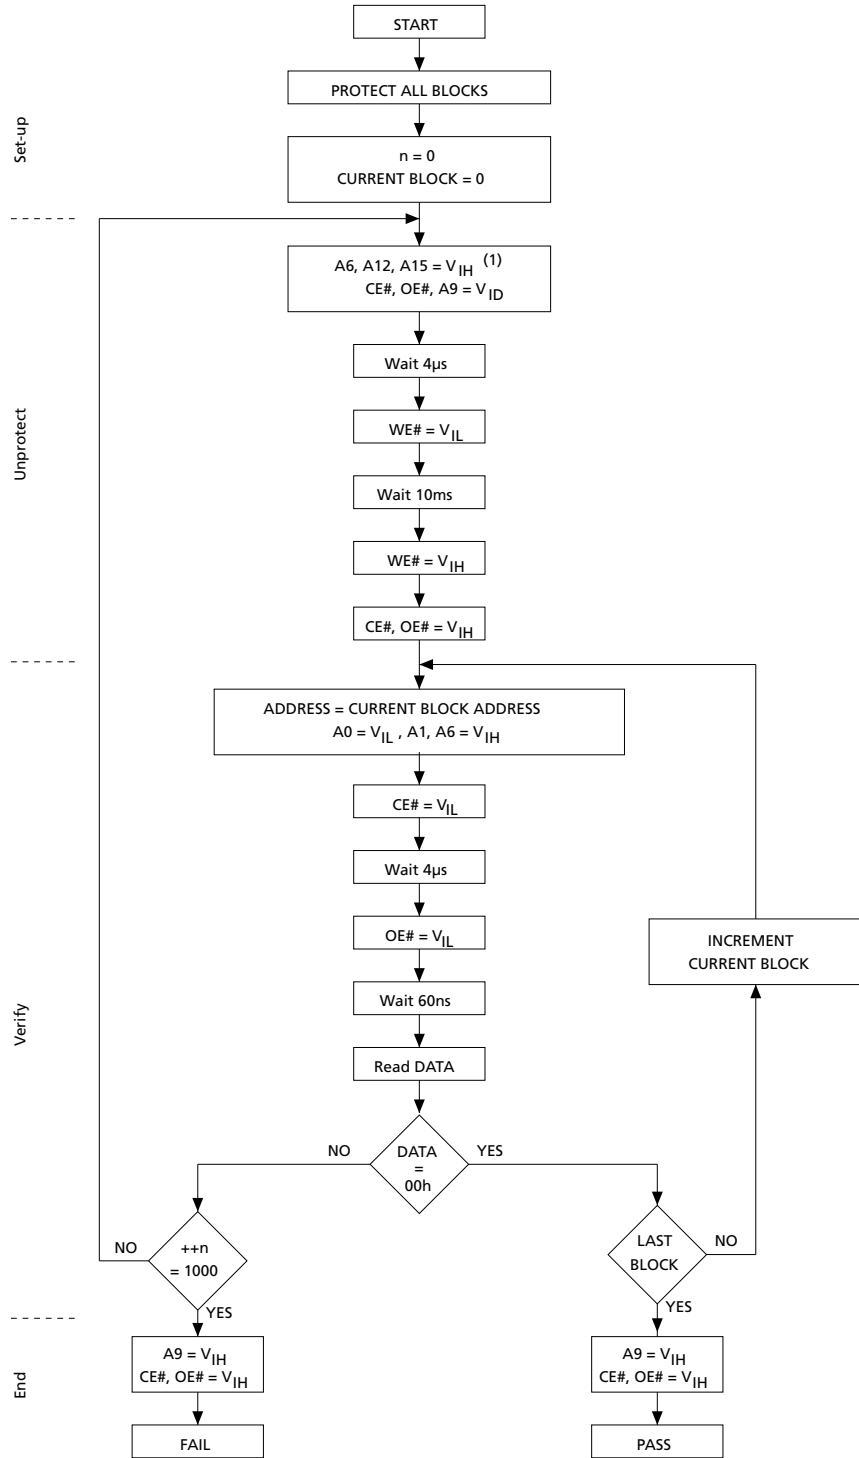 START
PROTECT ALL BLOCKS
Set-up
n = 0
CURRENT BLOCK = 0
A6, A12, A15 = VIH (1)
CE#, OE#, A9 = VID
Wait 4µs
Unprotect
WE# = VIL
Wait 10ms
WE# = VIH
CE#, OE# = VIH
ADDRESS = CURRENT BLOCK ADDRESS
A0 = VIL , A1, A6 = VIH
CE# = VIL
Wait 4µs
OE# = VIL
INCREMENT
CURRENT BLOCK
Wait 60ns
Verify
Read DATA
NO
DATA
=
00h
YES
NO
++n
= 1000
YES
LAST
BLOCK
NO
YES
End
A9 = VIH
CE#, OE# = VIH
A9 = VIH
CE#, OE# = VIH
FAIL
PASS